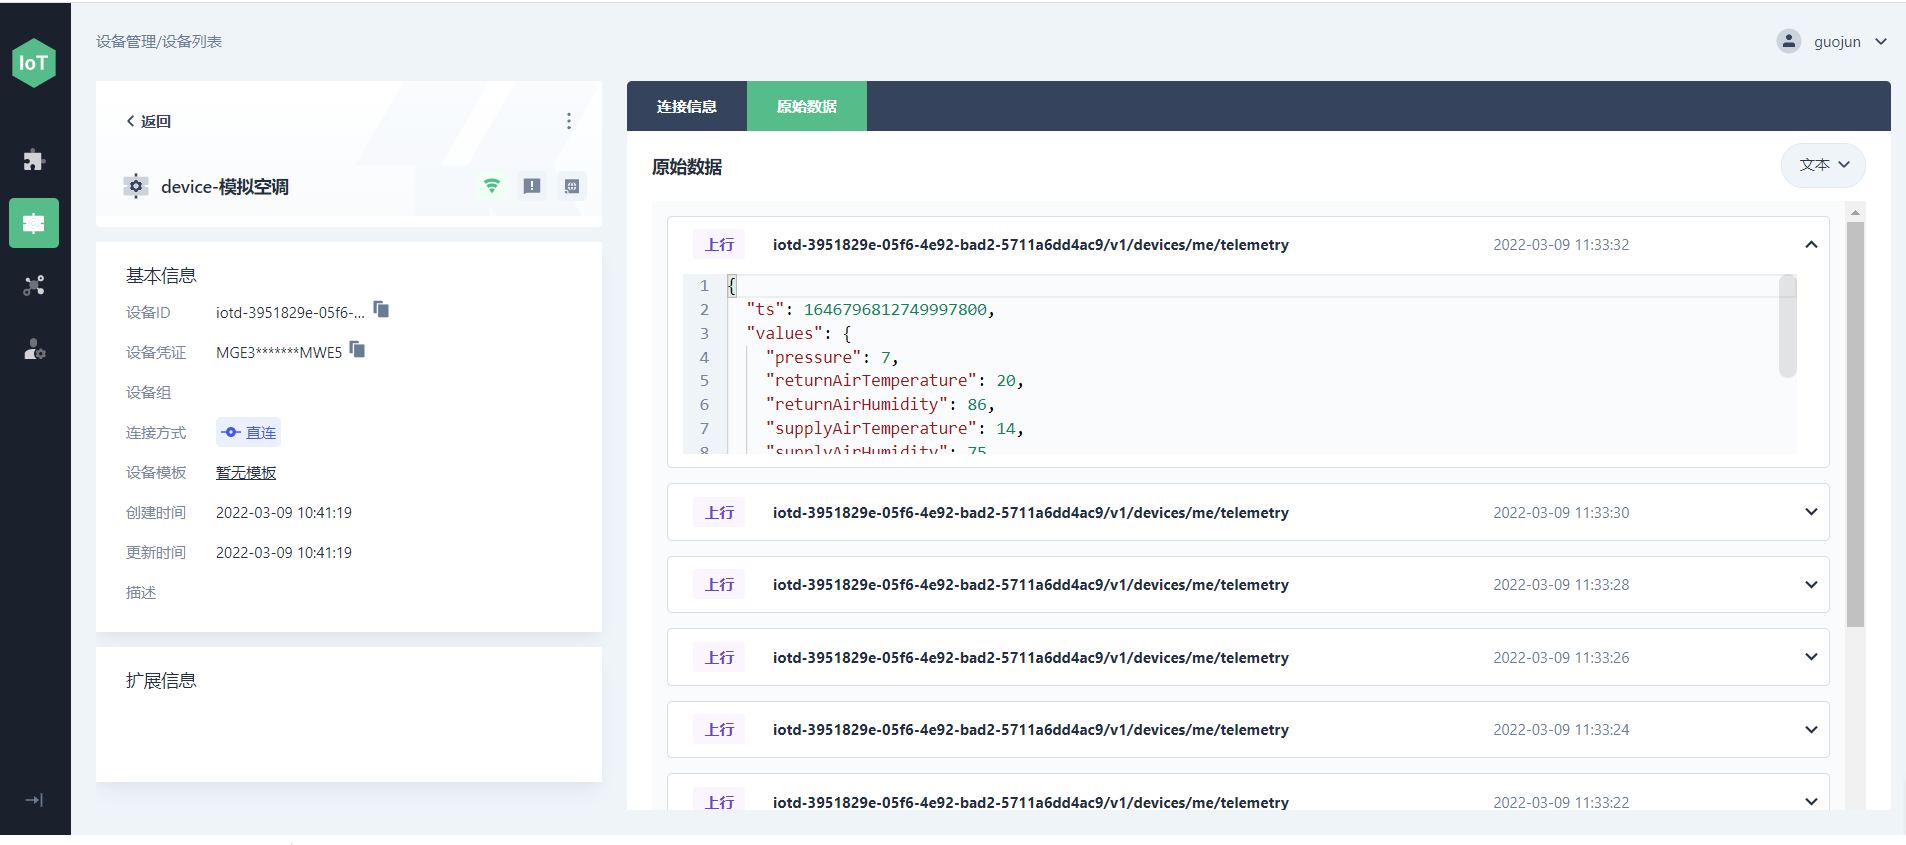 设备管理/设备列表
guojun
IoT
返回
device-模拟空调
基本信息
设备ID iotd-3951829e-05f6-...
设备凭证 MGE3*******MWE5
设备组
连接方式 直连
设备模板 暂无模板
创建时间 2022-03-09 10:41:19
更新时间 2022-03-09 10:41:19
描述
扩展信息
连接信息 原始数据
原始数据 文本
上行 iotd-3951829e-05f6-4e92-bad2-5711a6dd4ac9/v1/devices/me/telemetry 2022-03-09 11:33:32
1 {
2 "ts": 1646796812749997800,
3 "values": {
4 "pressure": 7,
5 "returnAirTemperature": 20,
6 "returnAirHumidity": 86,
7 "supplyAirTemperature": 14,
8 "supplyAirHumidity": 75
上行 iotd-3951829e-05f6-4e92-bad2-5711a6dd4ac9/v1/devices/me/telemetry 2022-03-09 11:33:30
上行 iotd-3951829e-05f6-4e92-bad2-5711a6dd4ac9/v1/devices/me/telemetry 2022-03-09 11:33:28
上行 iotd-3951829e-05f6-4e92-bad2-5711a6dd4ac9/v1/devices/me/telemetry 2022-03-09 11:33:26
上行 iotd-3951829e-05f6-4e92-bad2-5711a6dd4ac9/v1/devices/me/telemetry 2022-03-09 11:33:24
上行 iotd-3951829e-05f6-4e92-bad2-5711a6dd4ac9/v1/devices/me/telemetry 2022-03-09 11:33:22